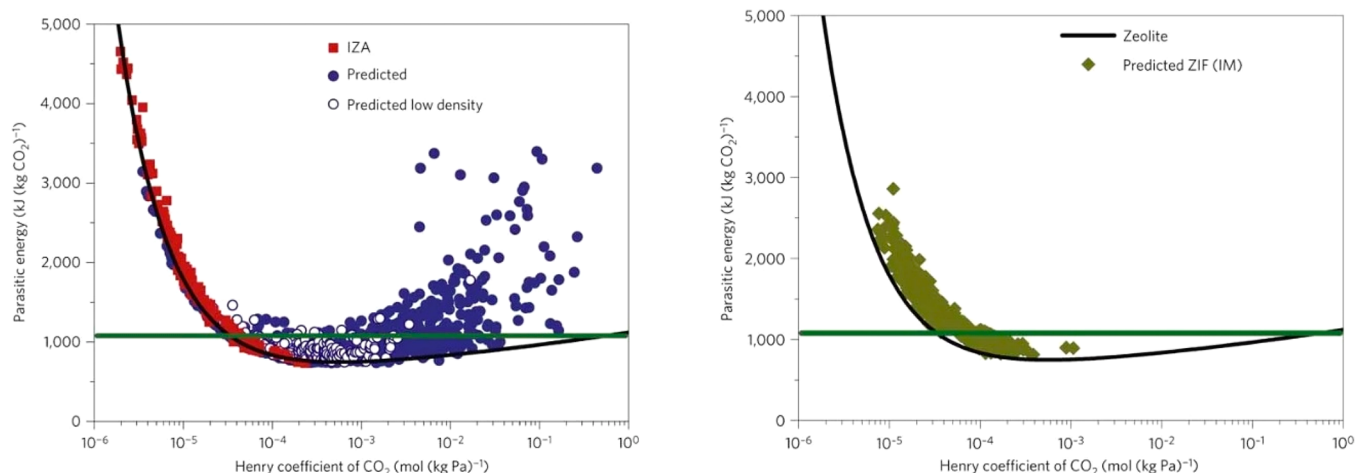 5,000
4,000
3,000
2,000
1,000
0
Parasitic energy (kJ (kg CO₂)⁻¹)
IZA
Predicted
Predicted low density
10⁻⁶ 10⁻⁵ 10⁻⁴ 10⁻³ 10⁻² 10⁻¹ 10⁰
Henry coefficient of CO₂ (mol (kg Pa)⁻¹)
5,000
4,000
3,000
2,000
1,000
0
Parasitic energy (kJ (kg CO₂)⁻¹)
Zeolite
Predicted ZIF (IM)
10⁻⁶ 10⁻⁵ 10⁻⁴ 10⁻³ 10⁻² 10⁻¹ 10⁰
Henry coefficient of CO₂ (mol (kg Pa)⁻¹)